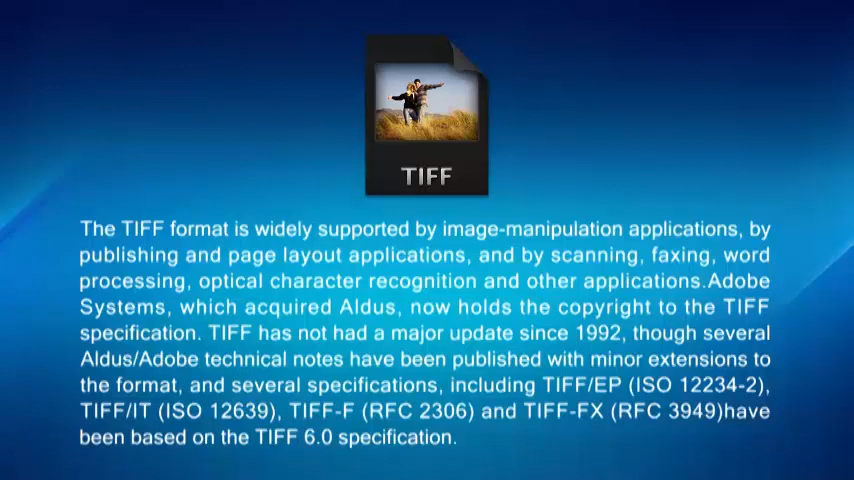 TIFF
The TIFF format is widely supported by image-manipulation applications, by
publishing and page layout applications, and by scanning, faxing, word
processing, optical character recognition and other applications.Adobe
Systems, which acquired Aldus, now holds the copyright to the TIFF
specification. TIFF has not had a major update since 1992, though several
Aldus/Adobe technical notes have been published with minor extensions to
the format, and several specifications, including TIFF/EP (ISO 12234-2),
TIFF/IT (ISO 12639), TIFF-F (RFC 2306) and TIFF-FX (RFC 3949)have
been based on the TIFF 6.0 specification.